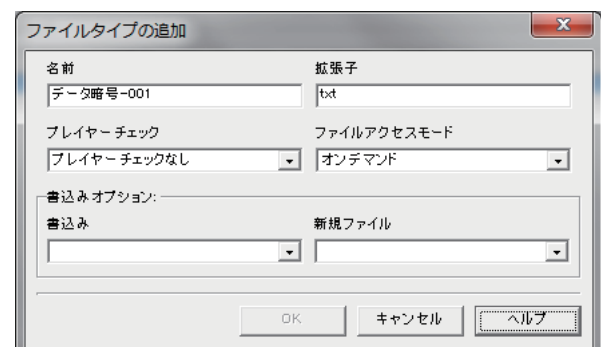 ファイルタイプの追加
名前
拡張子
データ暗号-001
txt
プレイヤーチェック
ファイルアクセスモード
プレイヤーチェックなし
オンデマンド
書込みオプション:
書込み
新規ファイル
OK
キャンセル
ヘルプ